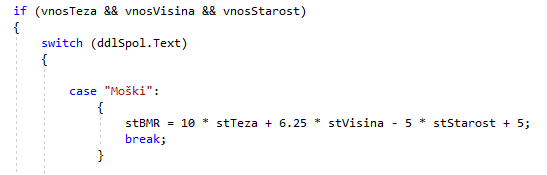 if (vnosTeza && vnosVisina && vnosStarost)
{
switch (ddlSpol.Text)
{
case "Moški":
{
stBMR = 10 * stTeza + 6.25 * stVisina - 5 * stStarost + 5;
break;
}